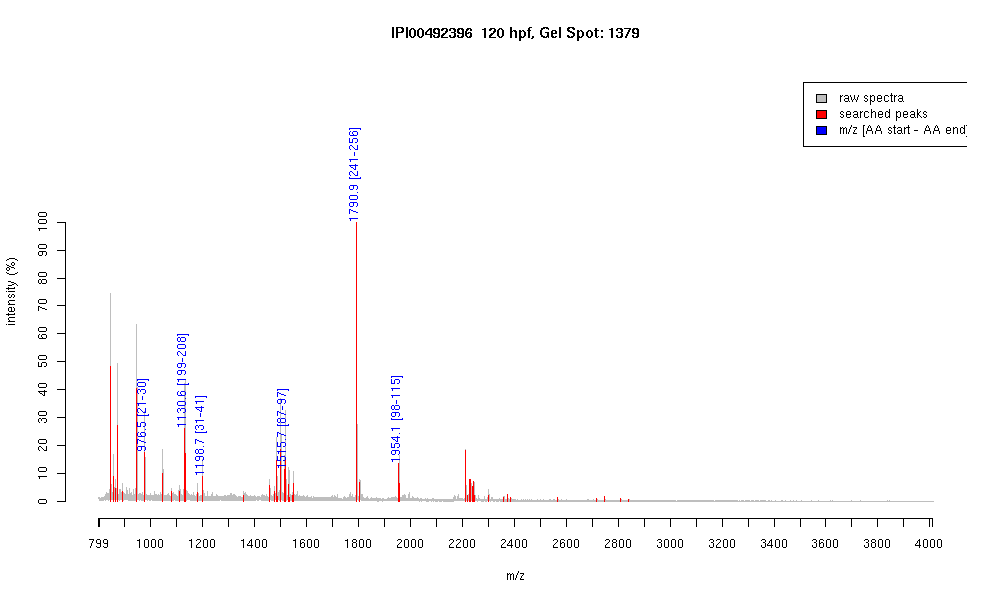 IPI00492396 120 hpf, Gel Spot: 1379
raw spectra
searched peaks
m/z [AA start - AA end]
intensity (%)
100
90
80
70
60
50
40
30
20
10
0
976.5 [21-30]
1130.6 [199-208]
1198.7 [31-41]
1515.7 [87-97]
1790.9 [241-256]
1954.1 [98-115]
799 1000 1200 1400 1600 1800 2000 2200 2400 2600 2800 3000 3200 3400 3600 3800 4000
m/z